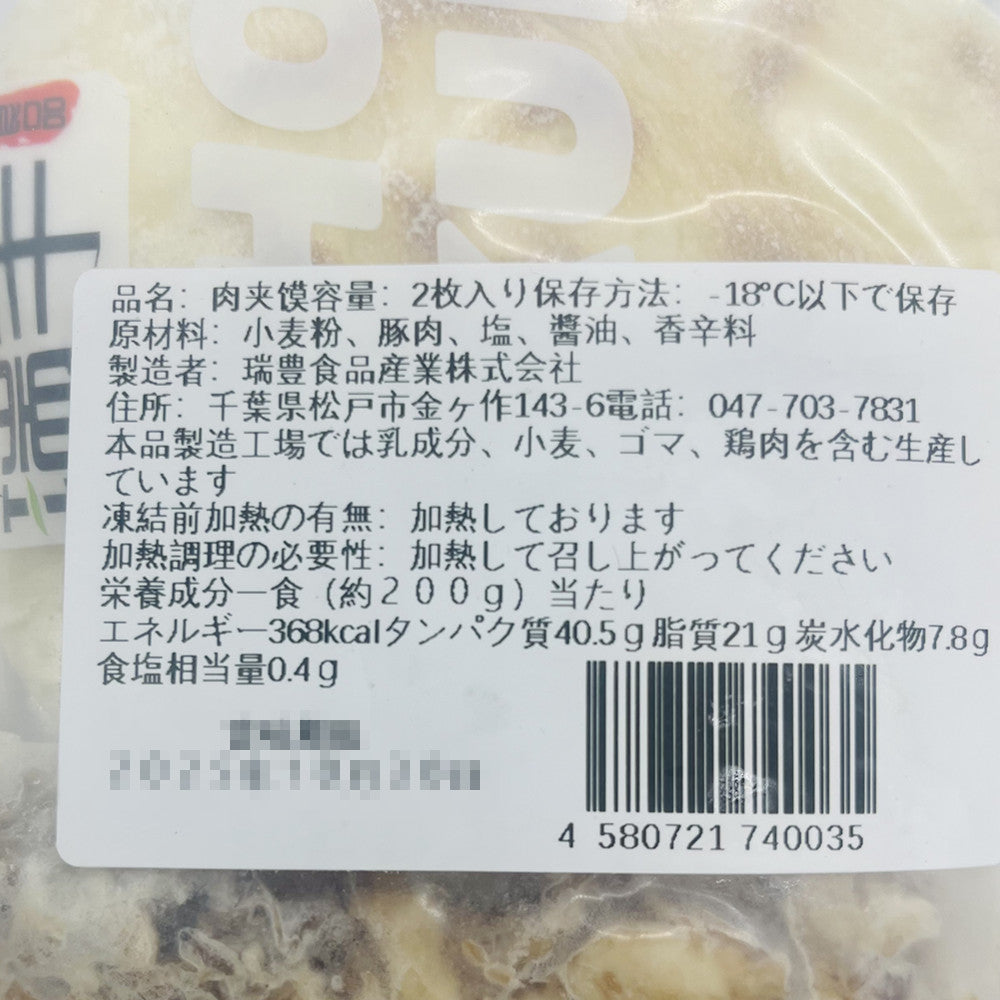 品名：肉夹馍容量：2枚入り保存方法：-18℃以下で保存
原材料：小麦粉、豚肉、塩、醤油、香辛料
製造者：瑞豊食品産業株式会社
住所：千葉県松戸市金ヶ作143-6電話：047-703-7831
本品製造工場では乳成分、小麦、ゴマ、鶏肉を含む生産し
ています
凍結前加熱の有無：加熱しております
加熱調理の必要性：加熱して召し上がってください
栄養成分一食（約２００ｇ）当たり
エネルギー368kcalタンパク質40.5ｇ脂質21ｇ炭水化物7.8ｇ
食塩相当量0.4ｇ
4 580721 740035